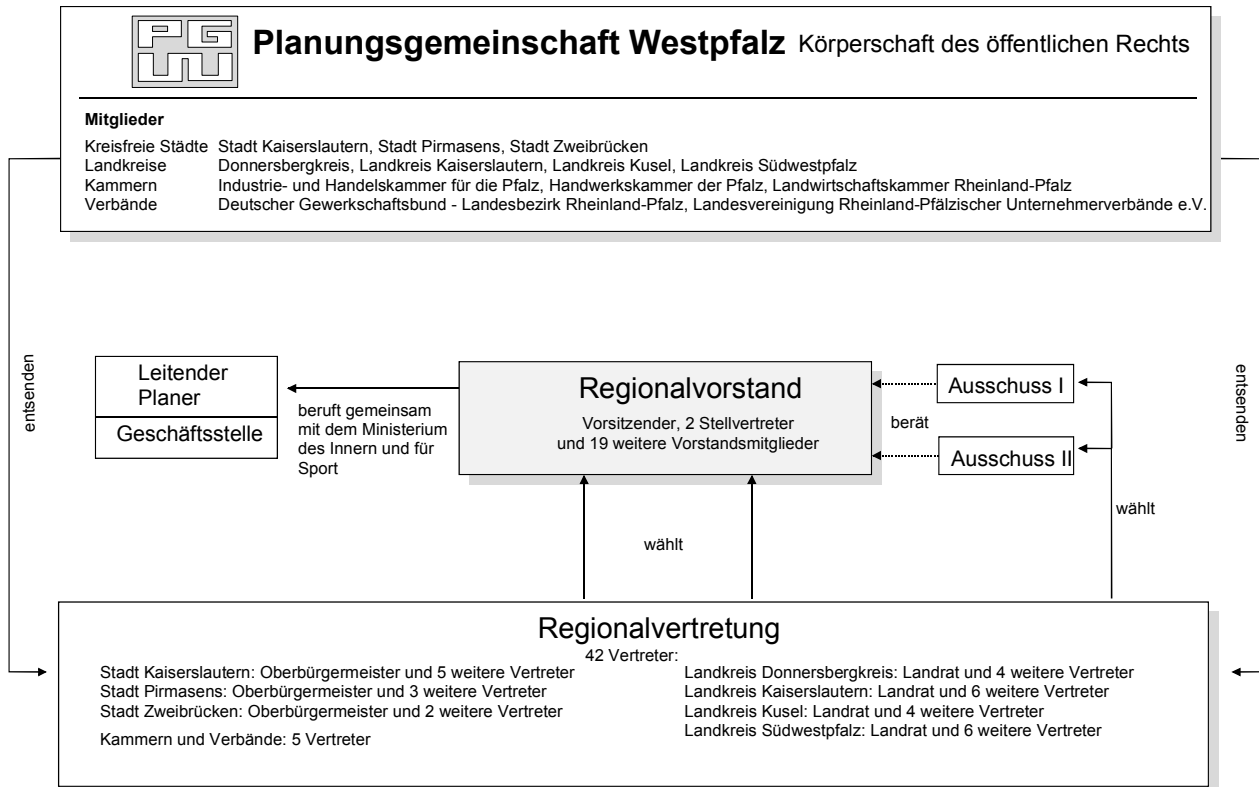 PGW
Planungsgemeinschaft Westpfalz Körperschaft des öffentlichen Rechts
Mitglieder
Kreisfreie Städte Stadt Kaiserslautern, Stadt Pirmasens, Stadt Zweibrücken
Landkreise Donnersbergkreis, Landkreis Kaiserslautern, Landkreis Kusel, Landkreis Südwestpfalz
Kammern Industrie- und Handelskammer für die Pfalz, Handwerkskammer der Pfalz, Landwirtschaftskammer Rheinland-Pfalz
Verbände Deutscher Gewerkschaftsbund - Landesbezirk Rheinland-Pfalz, Landesvereinigung Rheinland-Pfälzischer Unternehmerverbände e.V.
entsenden
Leitender
Planer
Geschäftsstelle
beruft gemeinsam
mit dem Ministerium
des Innern und für
Sport
Regionalvorstand
Vorsitzender, 2 Stellvertreter
und 19 weitere Vorstandsmitglieder
berät
Ausschuss I
Ausschuss II
entsenden
wählt
wählt
Regionalvertretung
42 Vertreter:
Stadt Kaiserslautern: Oberbürgermeister und 5 weitere Vertreter
Stadt Pirmasens: Oberbürgermeister und 3 weitere Vertreter
Stadt Zweibrücken: Oberbürgermeister und 2 weitere Vertreter
Kammern und Verbände: 5 Vertreter
Landkreis Donnersbergkreis: Landrat und 4 weitere Vertreter
Landkreis Kaiserslautern: Landrat und 6 weitere Vertreter
Landkreis Kusel: Landrat und 4 weitere Vertreter
Landkreis Südwestpfalz: Landrat und 6 weitere Vertreter